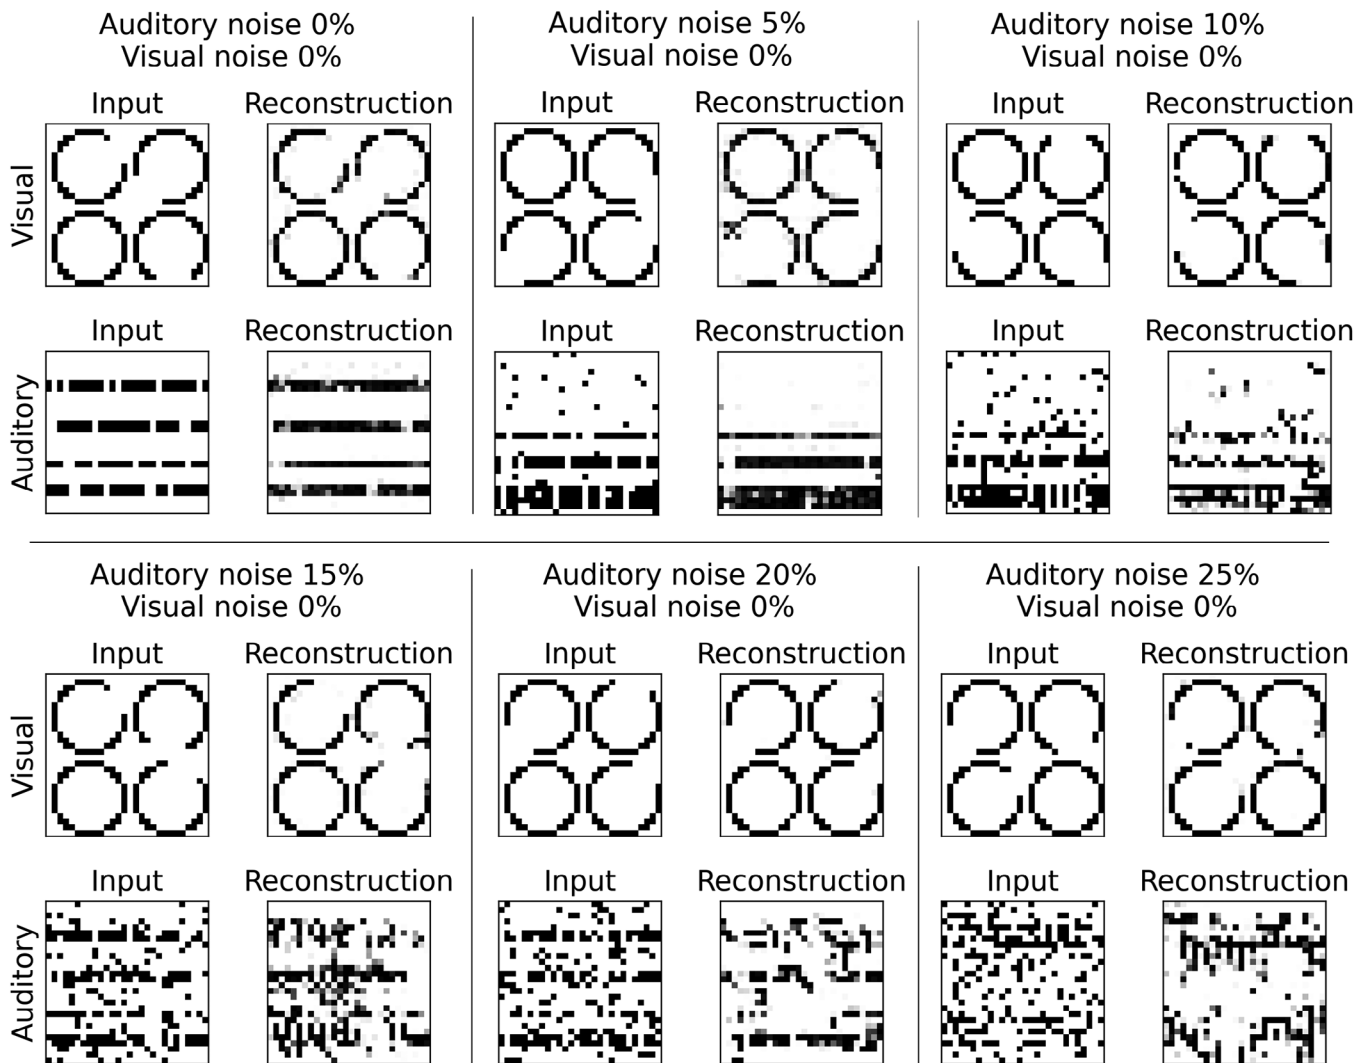 Auditory noise 0%
Visual noise 0%
Auditory noise 5%
Visual noise 0%
Auditory noise 10%
Visual noise 0%
Input
Reconstruction
Input
Reconstruction
Input
Reconstruction
Visual
Input
Reconstruction
Input
Reconstruction
Input
Reconstruction
Auditory
Auditory noise 15%
Visual noise 0%
Auditory noise 20%
Visual noise 0%
Auditory noise 25%
Visual noise 0%
Input
Reconstruction
Input
Reconstruction
Input
Reconstruction
Visual
Input
Reconstruction
Input
Reconstruction
Input
Reconstruction
Auditory